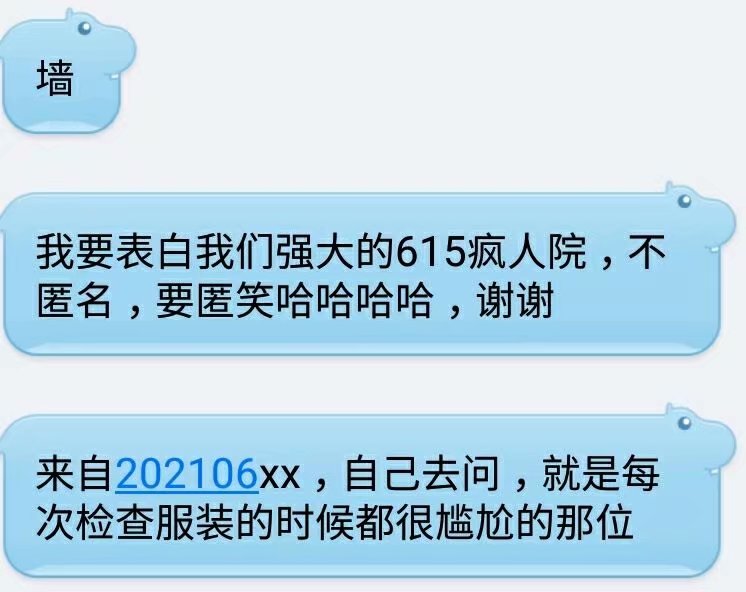 墙
我要表白我们强大的615疯人院，不
匿名，要匿笑哈哈哈哈，谢谢
来自202106xx，自己去问，就是每
次检查服装的时候都很尴尬的那位